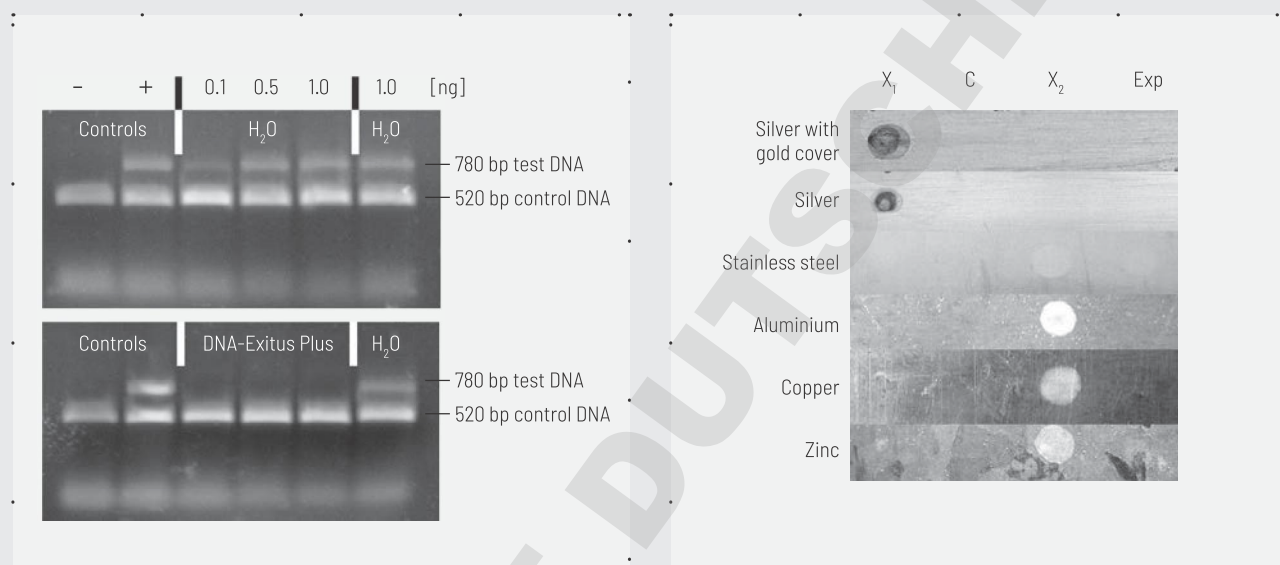 – + 0.1 0.5 1.0 1.0 [ng]
Controls H₂O H₂O
780 bp test DNA
520 bp control DNA
Controls DNA-Exitus Plus H₂O
780 bp test DNA
520 bp control DNA
X₁ C X₂ Exp
Silver with
gold cover
Silver
Stainless steel
Aluminium
Copper
Zinc